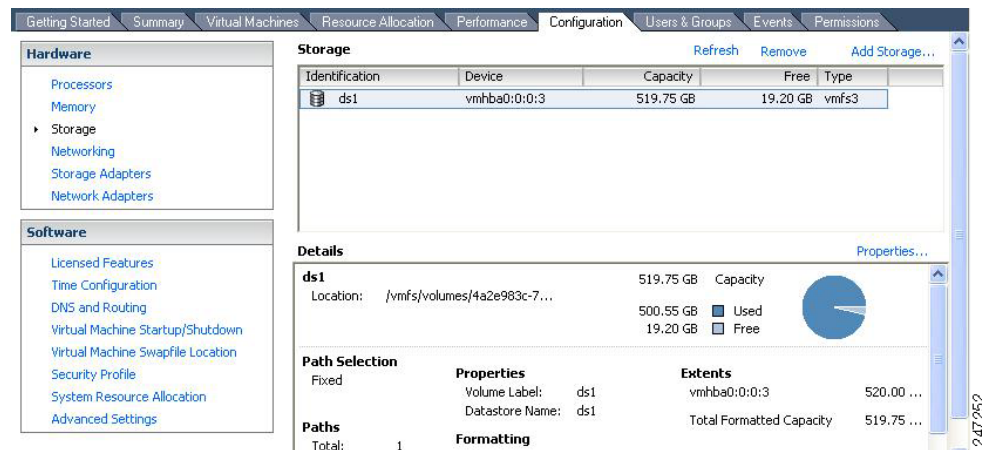 Getting Started Summary Virtual Machines Resource Allocation Performance Configuration Users & Groups Events Permissions
Hardware
Processors
Memory
Storage
Networking
Storage Adapters
Network Adapters
Software
Licensed Features
Time Configuration
DNS and Routing
Virtual Machine Startup/Shutdown
Virtual Machine Swapfile Location
Security Profile
System Resource Allocation
Advanced Settings
Storage Refresh Remove Add Storage...
Identification Device Capacity Free Type
ds1 vmhba0:0:0:3 519.75 GB 19.20 GB vmfs3
Details Properties...
ds1 519.75 GB Capacity
Location: /vmfs/volumes/4a2e983c-7...
500.55 GB Used
19.20 GB Free
Path Selection
Fixed
Paths
Total: 1
Properties
Volume Label: ds1
Datastore Name: ds1
Formatting
Extents
vmhba0:0:0:3 520.00 ...
Total Formatted Capacity 519.75 ...
247252